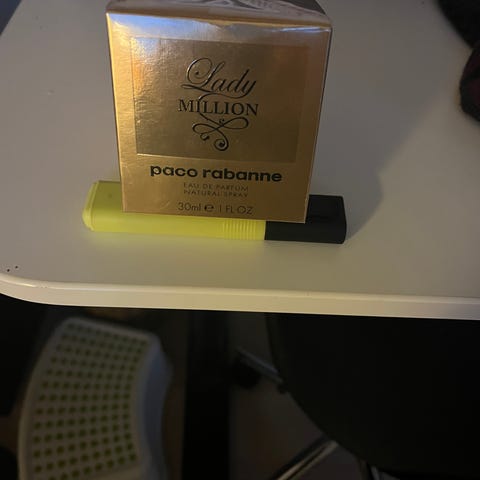 Lady
MILLION
paco rabanne
EAU DE PARFUM
NATURAL SPRAY
30ml ℮ 1 FL OZ